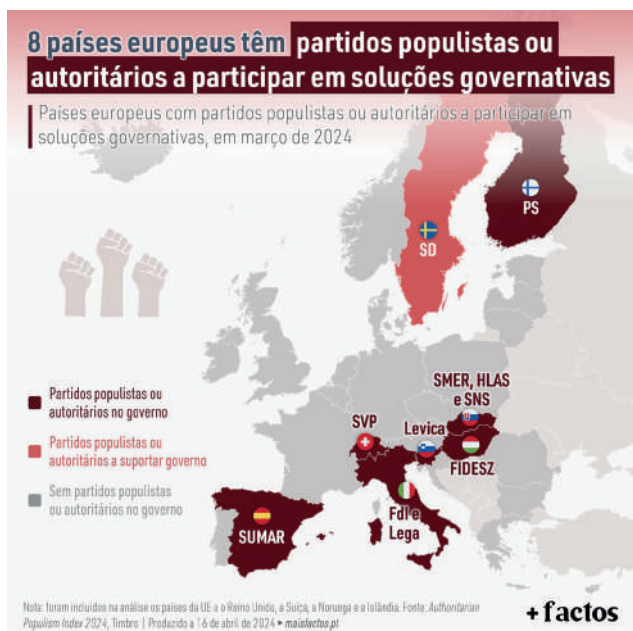 8 países europeus têm partidos populistas ou
autoritários a participar em soluções governativas
Países europeus com partidos populistas ou autoritários a participar em
soluções governativas, em março de 2024
PS
SD
SMER, HLAS
e SNS
SVP
Levica
FIDESZ
FdI e
Lega
SUMAR
Partidos populistas ou
autoritários no governo
Partidos populistas ou
autoritários a suportar governo
Sem partidos populistas
ou autoritários no governo
Nota: foram incluídos na análise os países da UE e o Reino Unido, a Suíça, a Noruega e a Islândia. Fonte: Authoritarian
Populism Index 2024, Timbro | Produzido a 16 de abril de 2024 ▸ maisfactos.pt
+factos